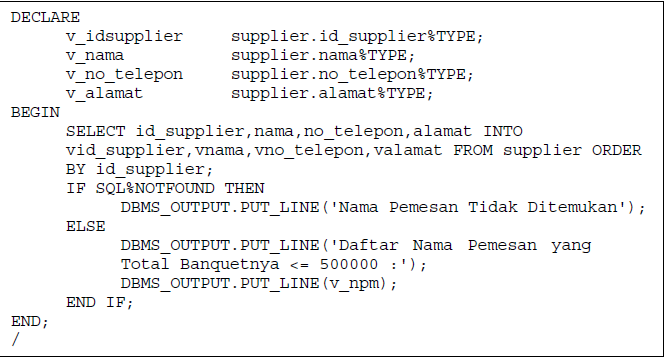 DECLARE
v_idsupplier supplier.id_supplier%TYPE;
v_nama supplier.nama%TYPE;
v_no_telepon supplier.no_telepon%TYPE;
v_alamat supplier.alamat%TYPE;
BEGIN
SELECT id_supplier,nama,no_telepon,alamat INTO
vid_supplier,vnama,vno_telepon,valamat FROM supplier ORDER
BY id_supplier;
IF SQL%NOTFOUND THEN
DBMS_OUTPUT.PUT_LINE('Nama Pemesan Tidak Ditemukan');
ELSE
DBMS_OUTPUT.PUT_LINE('Daftar Nama Pemesan yang
Total Banquetnya <= 500000 :');
DBMS_OUTPUT.PUT_LINE(v_npm);
END IF;
END;
/